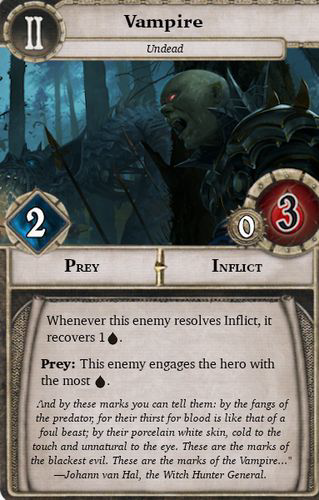 II
Vampire
Undead
2
0
3
PREY
INFLICT
Whenever this enemy resolves Inflict, it
recovers 1.
Prey: This enemy engages the hero with
the most.
And by these marks you can tell them: by the fangs of
the predator, for their thirst for blood is like that of a
foul beast; by their porcelain white skin, cold to the
touch and unnatural to the eye. These are the marks of
the blackest evil. These are the marks of the Vampire..."
—Johann van Hal, the Witch Hunter General.